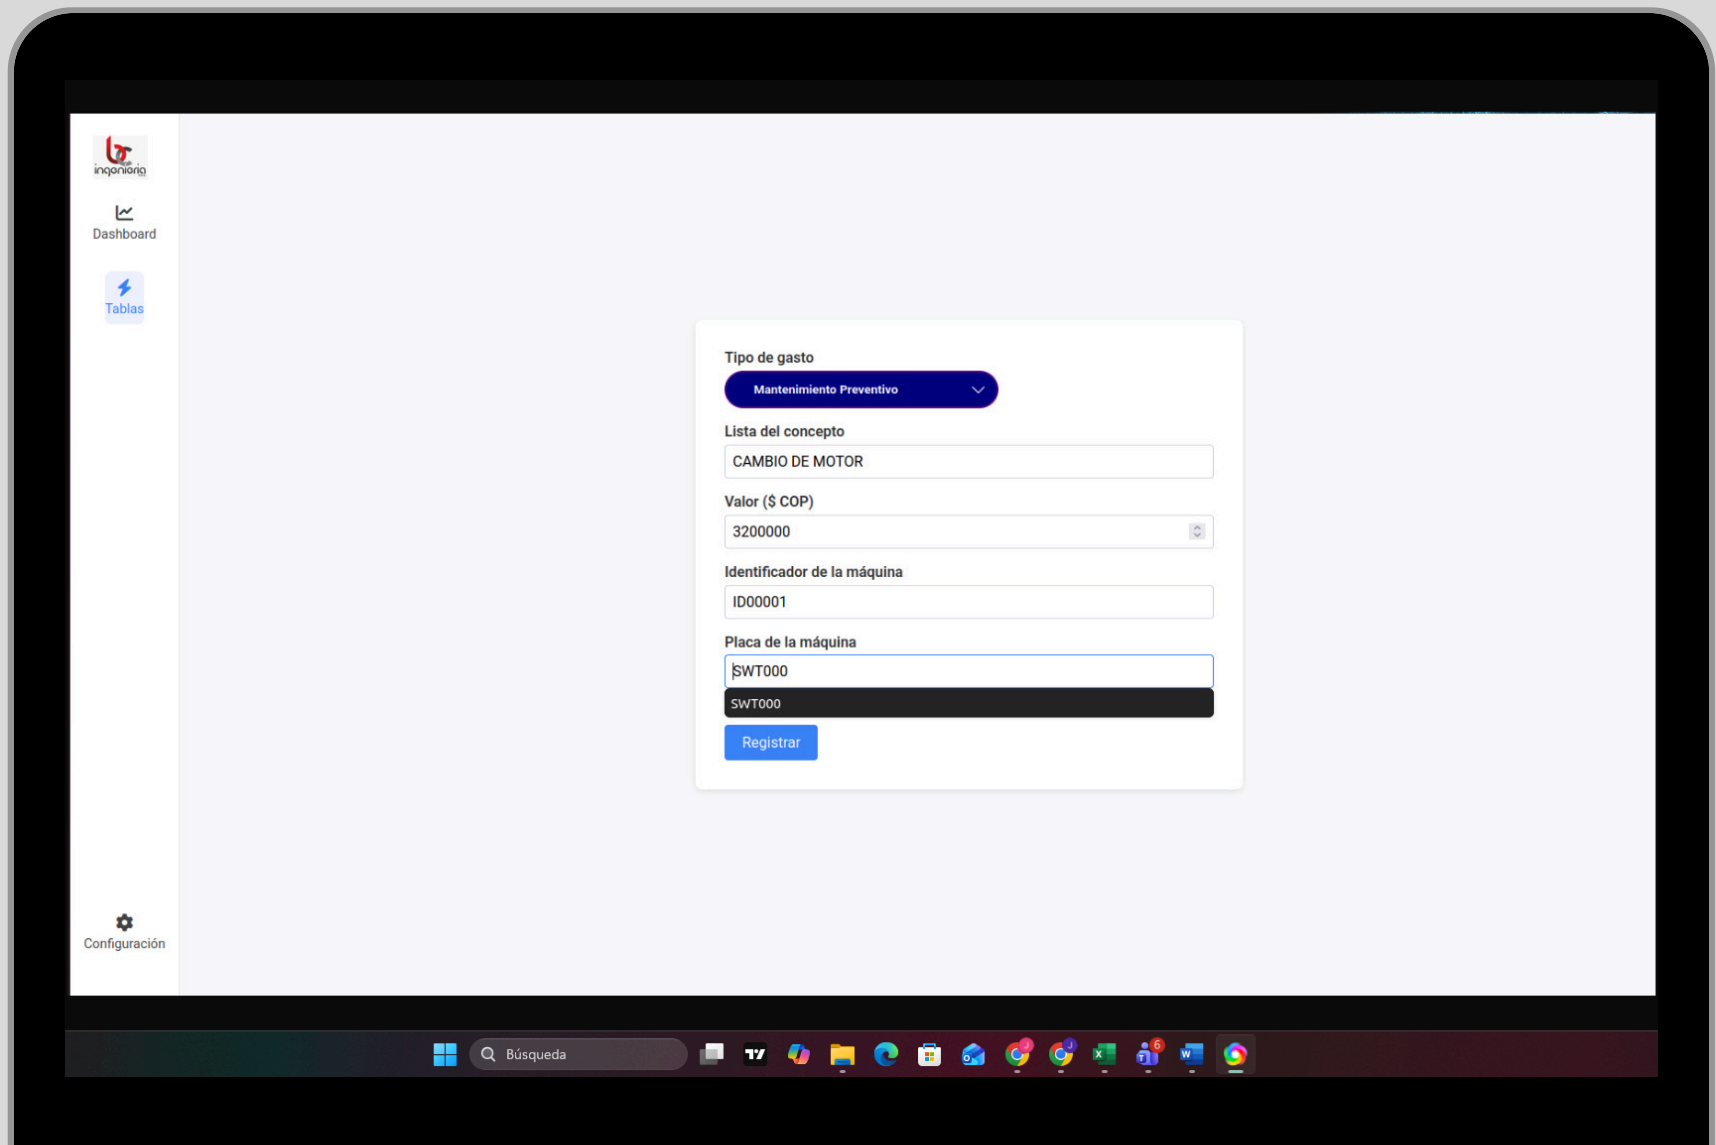 ingeniería
Dashboard
Tablas
Configuración
Tipo de gasto
Mantenimiento Preventivo
Lista del concepto
CAMBIO DE MOTOR
Valor ($ COP)
3200000
Identificador de la máquina
ID00001
Placa de la máquina
SWT000
SWT000
Registrar
Búsqueda
6